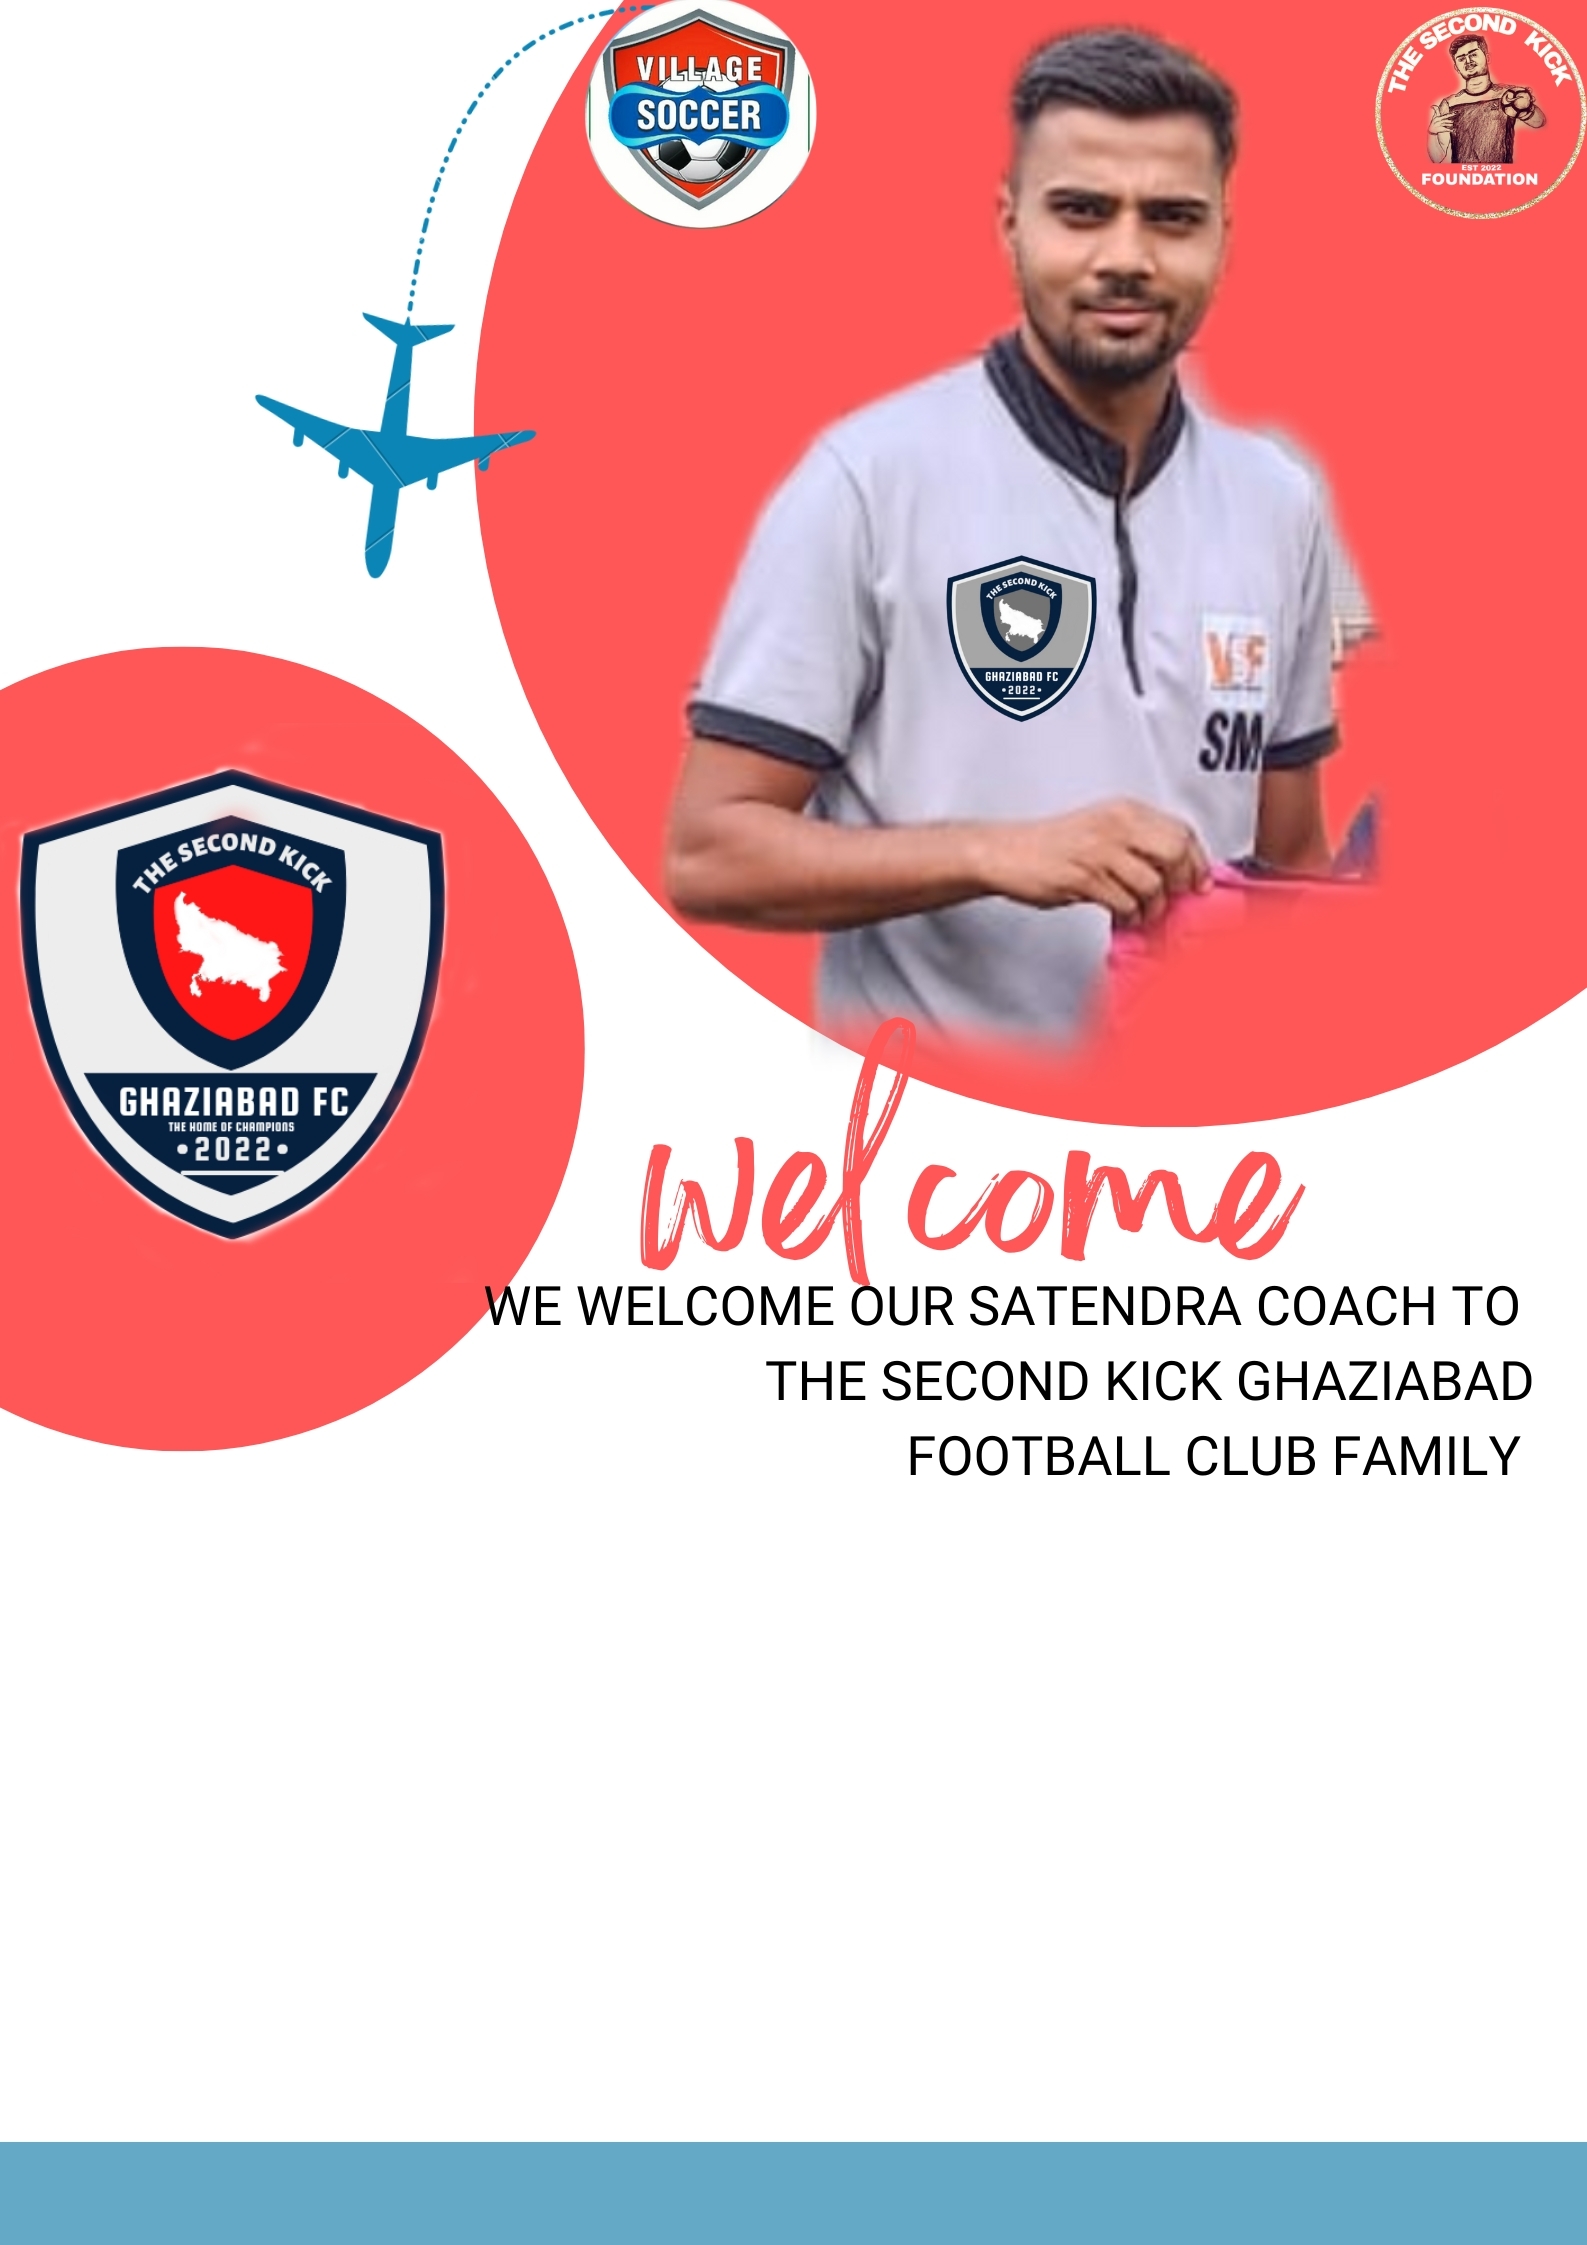 VILLAGE
SOCCER
THE SECOND KICK
EST 2022
FOUNDATION
THE SECOND KICK
GHAZIABAD FC
•2022•
VSF
SM
THE SECOND KICK
GHAZIABAD FC
THE HOME OF CHAMPIONS
•2022•
welcome
WE WELCOME OUR SATENDRA COACH TO
THE SECOND KICK GHAZIABAD
FOOTBALL CLUB FAMILY